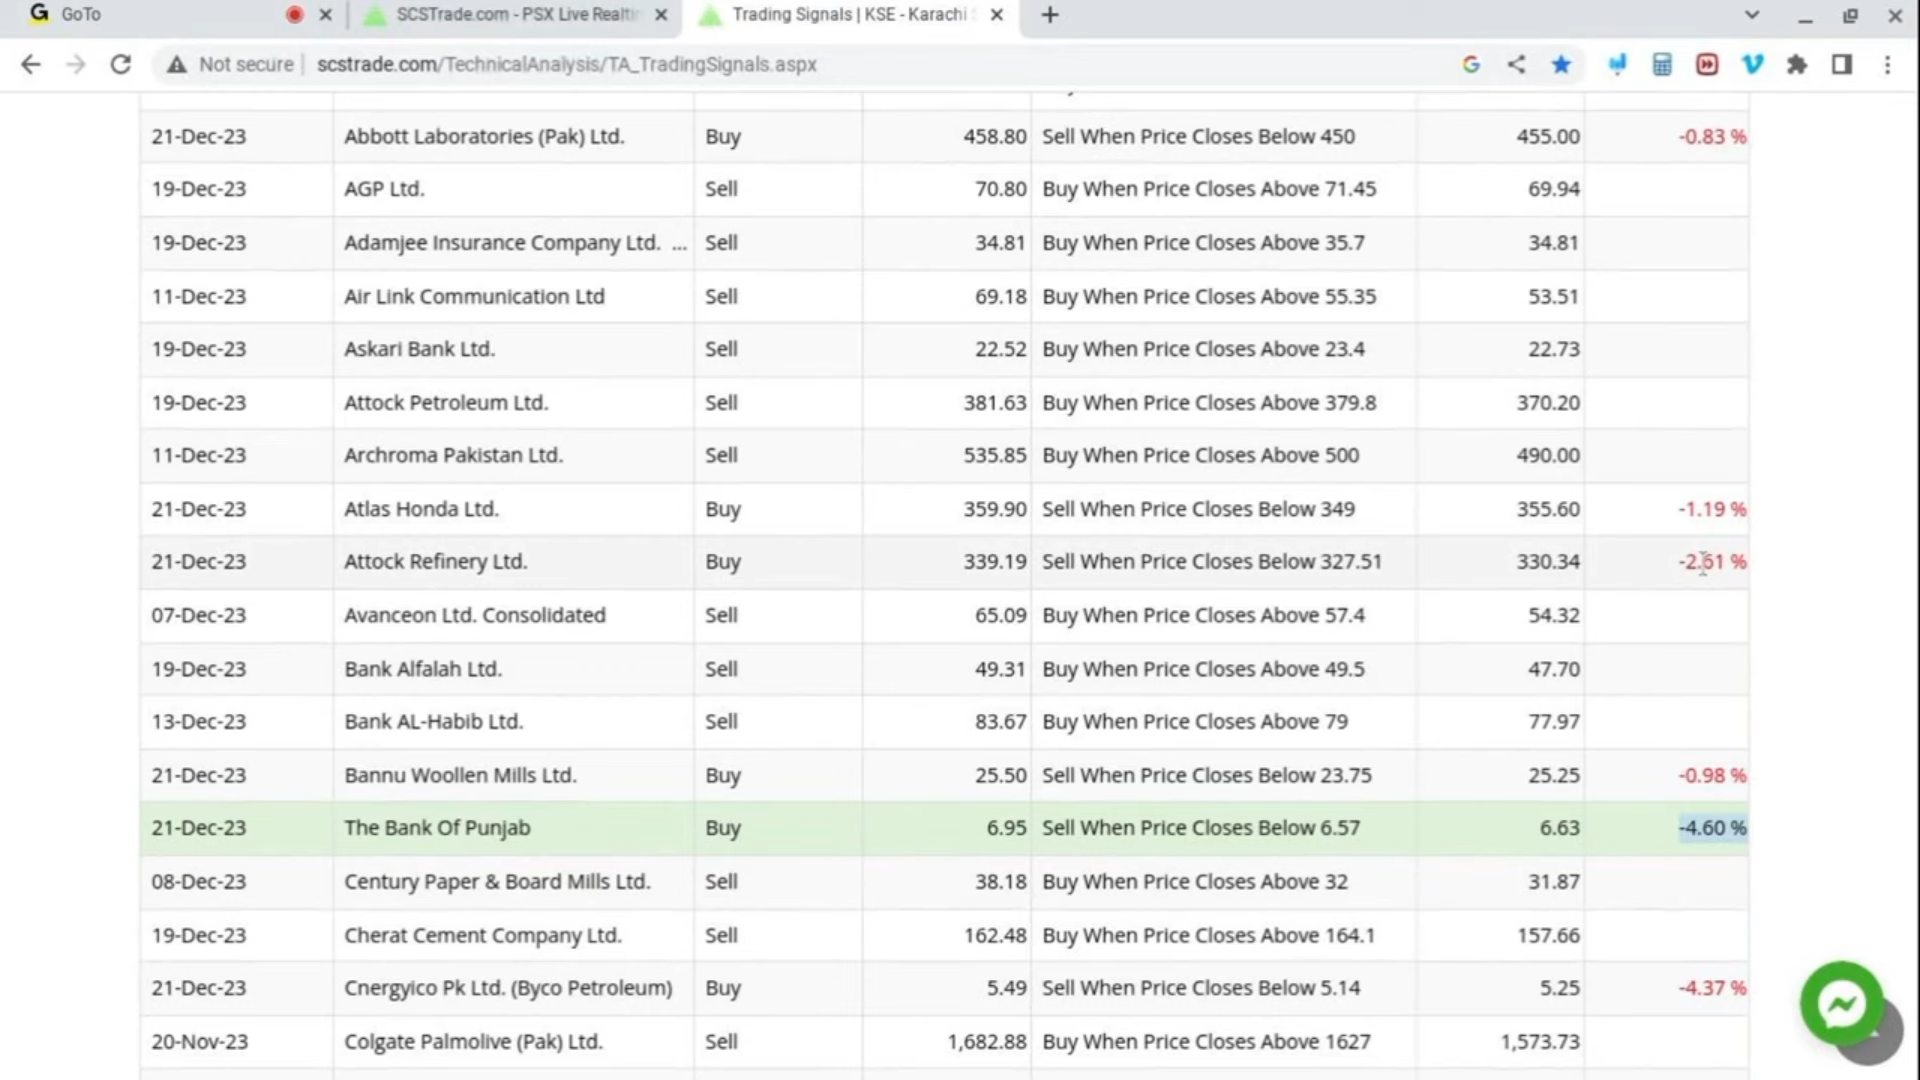 GoTo
SCSTrade.com - PSX Live Realti
Trading Signals | KSE - Karachi S
Not secure
scstrade.com/TechnicalAnalysis/TA_TradingSignals.aspx
21-Dec-23 Abbott Laboratories (Pak) Ltd. Buy 458.80 Sell When Price Closes Below 450 455.00 -0.83 %
19-Dec-23 AGP Ltd. Sell 70.80 Buy When Price Closes Above 71.45 69.94
19-Dec-23 Adamjee Insurance Company Ltd. ... Sell 34.81 Buy When Price Closes Above 35.7 34.81
11-Dec-23 Air Link Communication Ltd Sell 69.18 Buy When Price Closes Above 55.35 53.51
19-Dec-23 Askari Bank Ltd. Sell 22.52 Buy When Price Closes Above 23.4 22.73
19-Dec-23 Attock Petroleum Ltd. Sell 381.63 Buy When Price Closes Above 379.8 370.20
11-Dec-23 Archroma Pakistan Ltd. Sell 535.85 Buy When Price Closes Above 500 490.00
21-Dec-23 Atlas Honda Ltd. Buy 359.90 Sell When Price Closes Below 349 355.60 -1.19 %
21-Dec-23 Attock Refinery Ltd. Buy 339.19 Sell When Price Closes Below 327.51 330.34 -2.61 %
07-Dec-23 Avanceon Ltd. Consolidated Sell 65.09 Buy When Price Closes Above 57.4 54.32
19-Dec-23 Bank Alfalah Ltd. Sell 49.31 Buy When Price Closes Above 49.5 47.70
13-Dec-23 Bank AL-Habib Ltd. Sell 83.67 Buy When Price Closes Above 79 77.97
21-Dec-23 Bannu Woollen Mills Ltd. Buy 25.50 Sell When Price Closes Below 23.75 25.25 -0.98 %
21-Dec-23 The Bank Of Punjab Buy 6.95 Sell When Price Closes Below 6.57 6.63 -4.60 %
08-Dec-23 Century Paper & Board Mills Ltd. Sell 38.18 Buy When Price Closes Above 32 31.87
19-Dec-23 Cherat Cement Company Ltd. Sell 162.48 Buy When Price Closes Above 164.1 157.66
21-Dec-23 Cnergyico Pk Ltd. (Byco Petroleum) Buy 5.49 Sell When Price Closes Below 5.14 5.25 -4.37 %
20-Nov-23 Colgate Palmolive (Pak) Ltd. Sell 1,682.88 Buy When Price Closes Above 1627 1,573.73